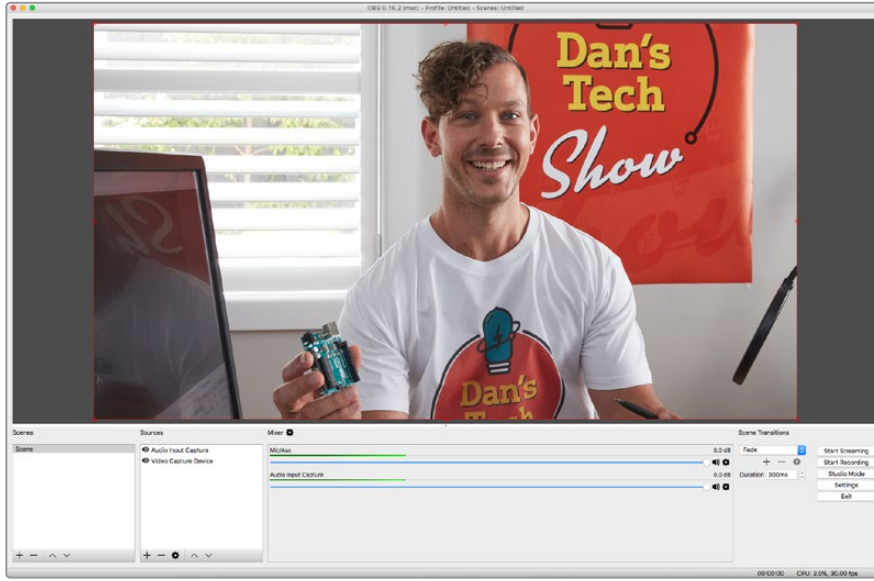 OBS 0.16.2 (mac) - Profile: Untitled - Scenes: Untitled
Dan's
Tech
Show
Dan's
Tech
Scenes
Sources
Mixer
Scene Transitions
Scene
Audio Input Capture
Video Capture Device
Mic/Aux
0.0 dB
Audio Input Capture
0.0 dB
Fade
Duration 300ms
Start Streaming
Start Recording
Studio Mode
Settings
Exit
00:00:00
CPU: 2.0%, 30.00 fps